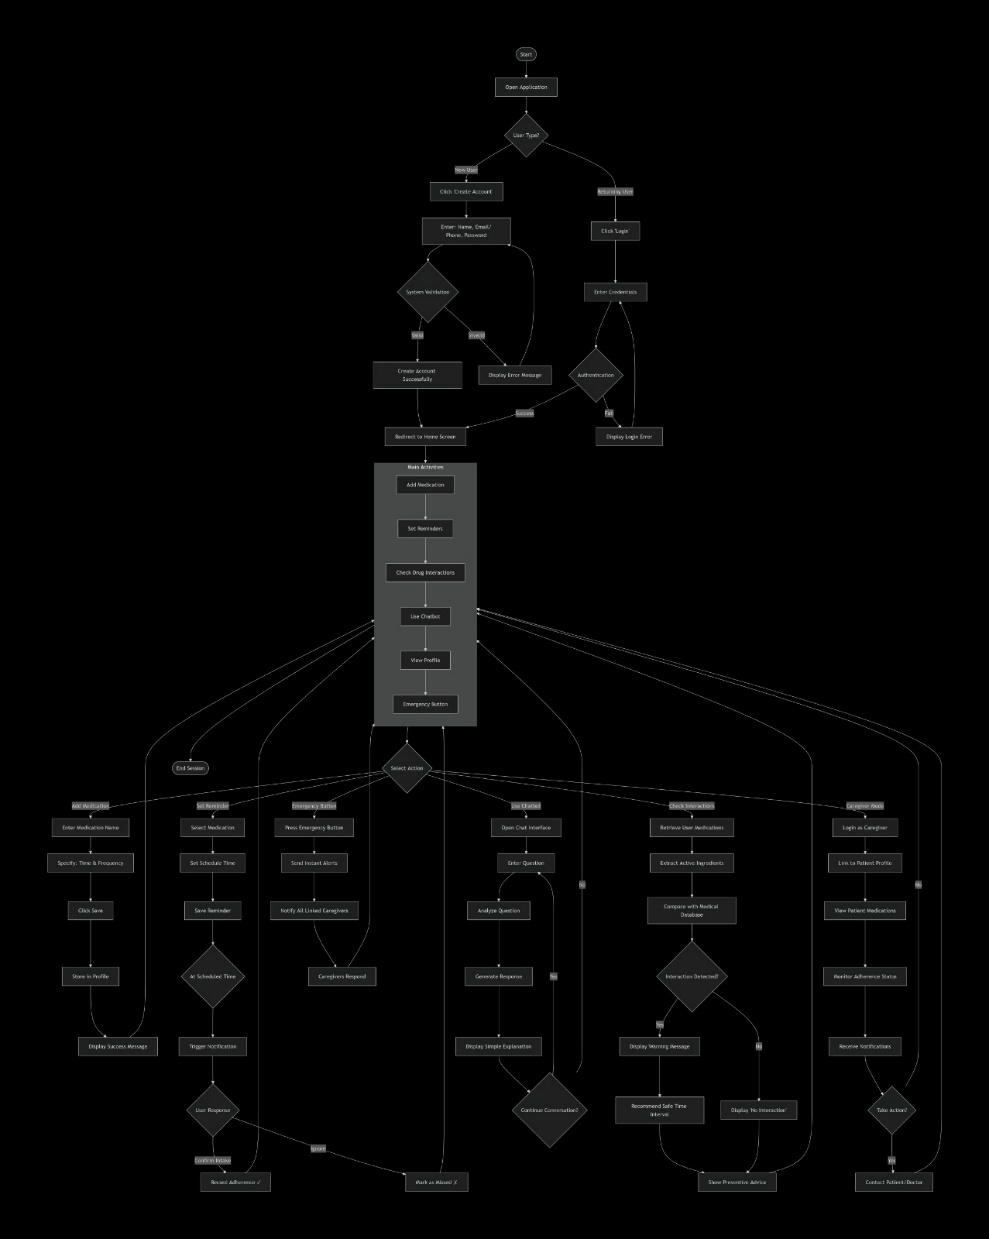 Start
Open Application
User Type?
New User
Returning User
Click 'Create Account'
Click 'Login'
Enter: Name, Email/
Phone, Password
System Validation
Enter Credentials
Valid
Invalid
Create Account
Successfully
Display Error Message
Authentication
Success
Fail
Redirect to Home Screen
Display Login Error
Main Activities
Add Medication
Set Reminders
Check Drug Interactions
Use Chatbot
View Profile
Emergency Button
End Session
Select Action
Add Medication
Set Reminder
Emergency Button
Use Chatbot
Check Interactions
Caregiver Mode
Enter Medication Name
Select Medication
Press Emergency Button
Open Chat Interface
Retrieve User Medications
Login as Caregiver
Specify: Time & Frequency
Set Schedule Time
Send Instant Alerts
Enter Question
Extract Active Ingredients
Link to Patient Profile
No
No
Click Save
Save Reminder
Notify All Linked Caregivers
Analyze Question
Compare with Medical
Database
View Patient Medications
Store in Profile
At Scheduled Time
Caregivers Respond
Generate Response
Yes
Interaction Detected?
Monitor Adherence Status
Yes
No
Display Success Message
Trigger Notification
Display Simple Explanation
Display Warning Message
Receive Notifications
User Response
Continue Conversation?
Recommend Safe Time
Interval
Display 'No Interaction'
Take Action?
Confirm Intake
Ignore
Yes
Record Adherence ✓
Mark as Missed ✗
Show Preventive Advice
Contact Patient/Doctor